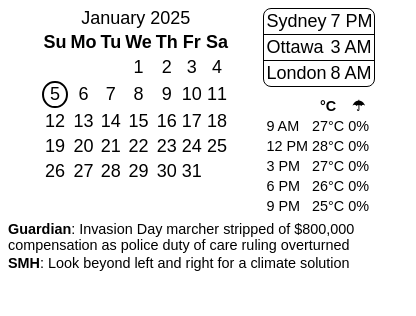 January 2025
Su Mo Tu We Th Fr Sa
1 2 3 4
5 6 7 8 9 10 11
12 13 14 15 16 17 18
19 20 21 22 23 24 25
26 27 28 29 30 31
Sydney 7 PM
Ottawa 3 AM
London 8 AM
°C ☂
9 AM 27°C 0%
12 PM 28°C 0%
3 PM 27°C 0%
6 PM 26°C 0%
9 PM 25°C 0%
Guardian: Invasion Day marcher stripped of $800,000
compensation as police duty of care ruling overturned
SMH: Look beyond left and right for a climate solution